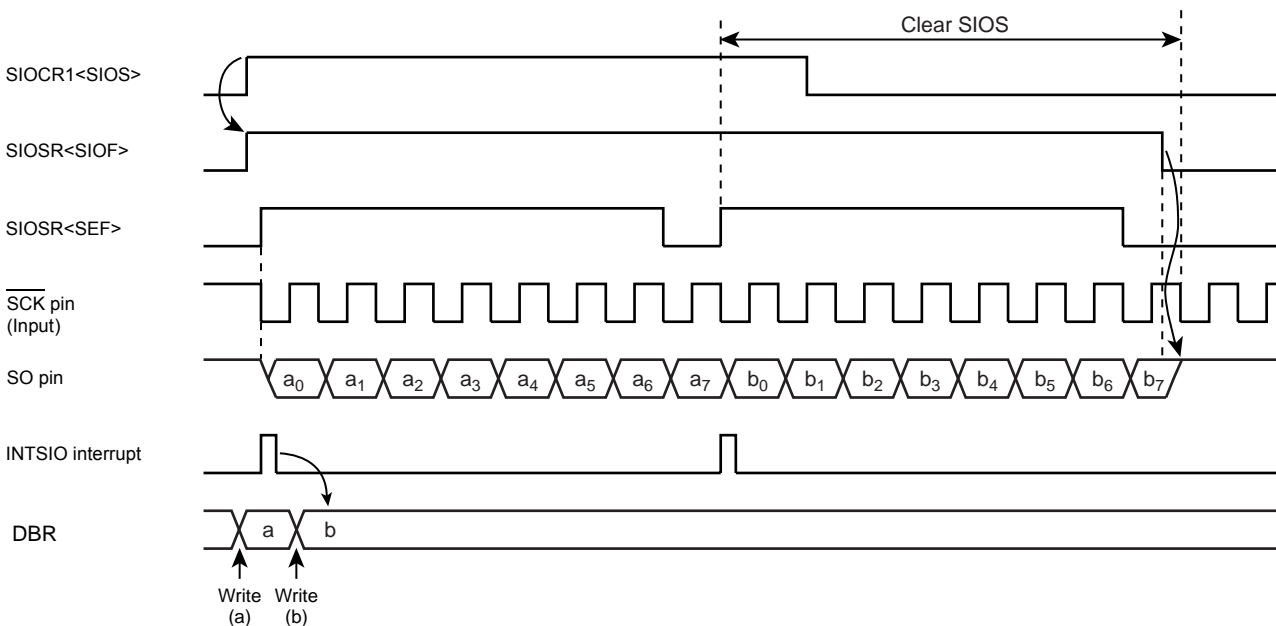 Clear SIOS
SIOCR1<SIOS>
SIOSR<SIOF>
SIOSR<SEF>
SCK pin
(Input)
SO pin
a0 a1 a2 a3 a4 a5 a6 a7 b0 b1 b2 b3 b4 b5 b6 b7
INTSIO interrupt
DBR
a b
Write Write
(a) (b)